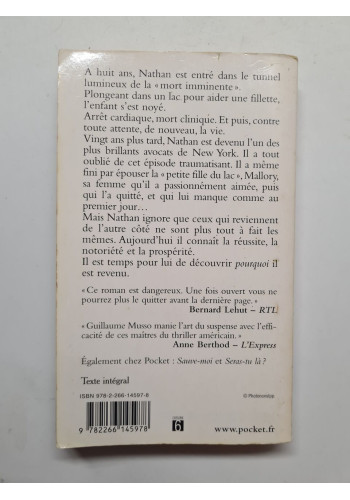 A huit ans, Nathan est entré dans le tunnel
lumineux de la « mort imminente ».
Plongeant dans un lac pour aider une fillette,
l'enfant s'est noyé.
Arrêt cardiaque, mort clinique. Et puis, contre
toute attente, de nouveau, la vie.
Vingt ans plus tard, Nathan est devenu l'un des
plus brillants avocats de New York. Il a tout
oublié de cet épisode traumatisant. Il a même
fini par épouser la « petite fille du lac », Mallory,
sa femme qu'il a passionnément aimée, puis
qui l'a quitté, et qui lui manque comme au
premier jour…
Mais Nathan ignore que ceux qui reviennent
de l'autre côté ne sont plus tout à fait les
mêmes. Aujourd'hui il connaît la réussite, la
notoriété et la prospérité.
Il est temps pour lui de découvrir pourquoi il
est revenu.
« Ce roman est dangereux. Une fois ouvert vous ne
pourrez plus le quitter avant la dernière page. »
Bernard Lehut – RTL
« Guillaume Musso manie l'art du suspense avec l'effi-
cacité de ces maîtres du thriller américain. »
Anne Berthod – L'Express
Également chez Pocket : Sauve-moi et Seras-tu là ?
Texte intégral
ISBN 978-2-266-14597-8
9 782266 145978
6
www.pocket.fr